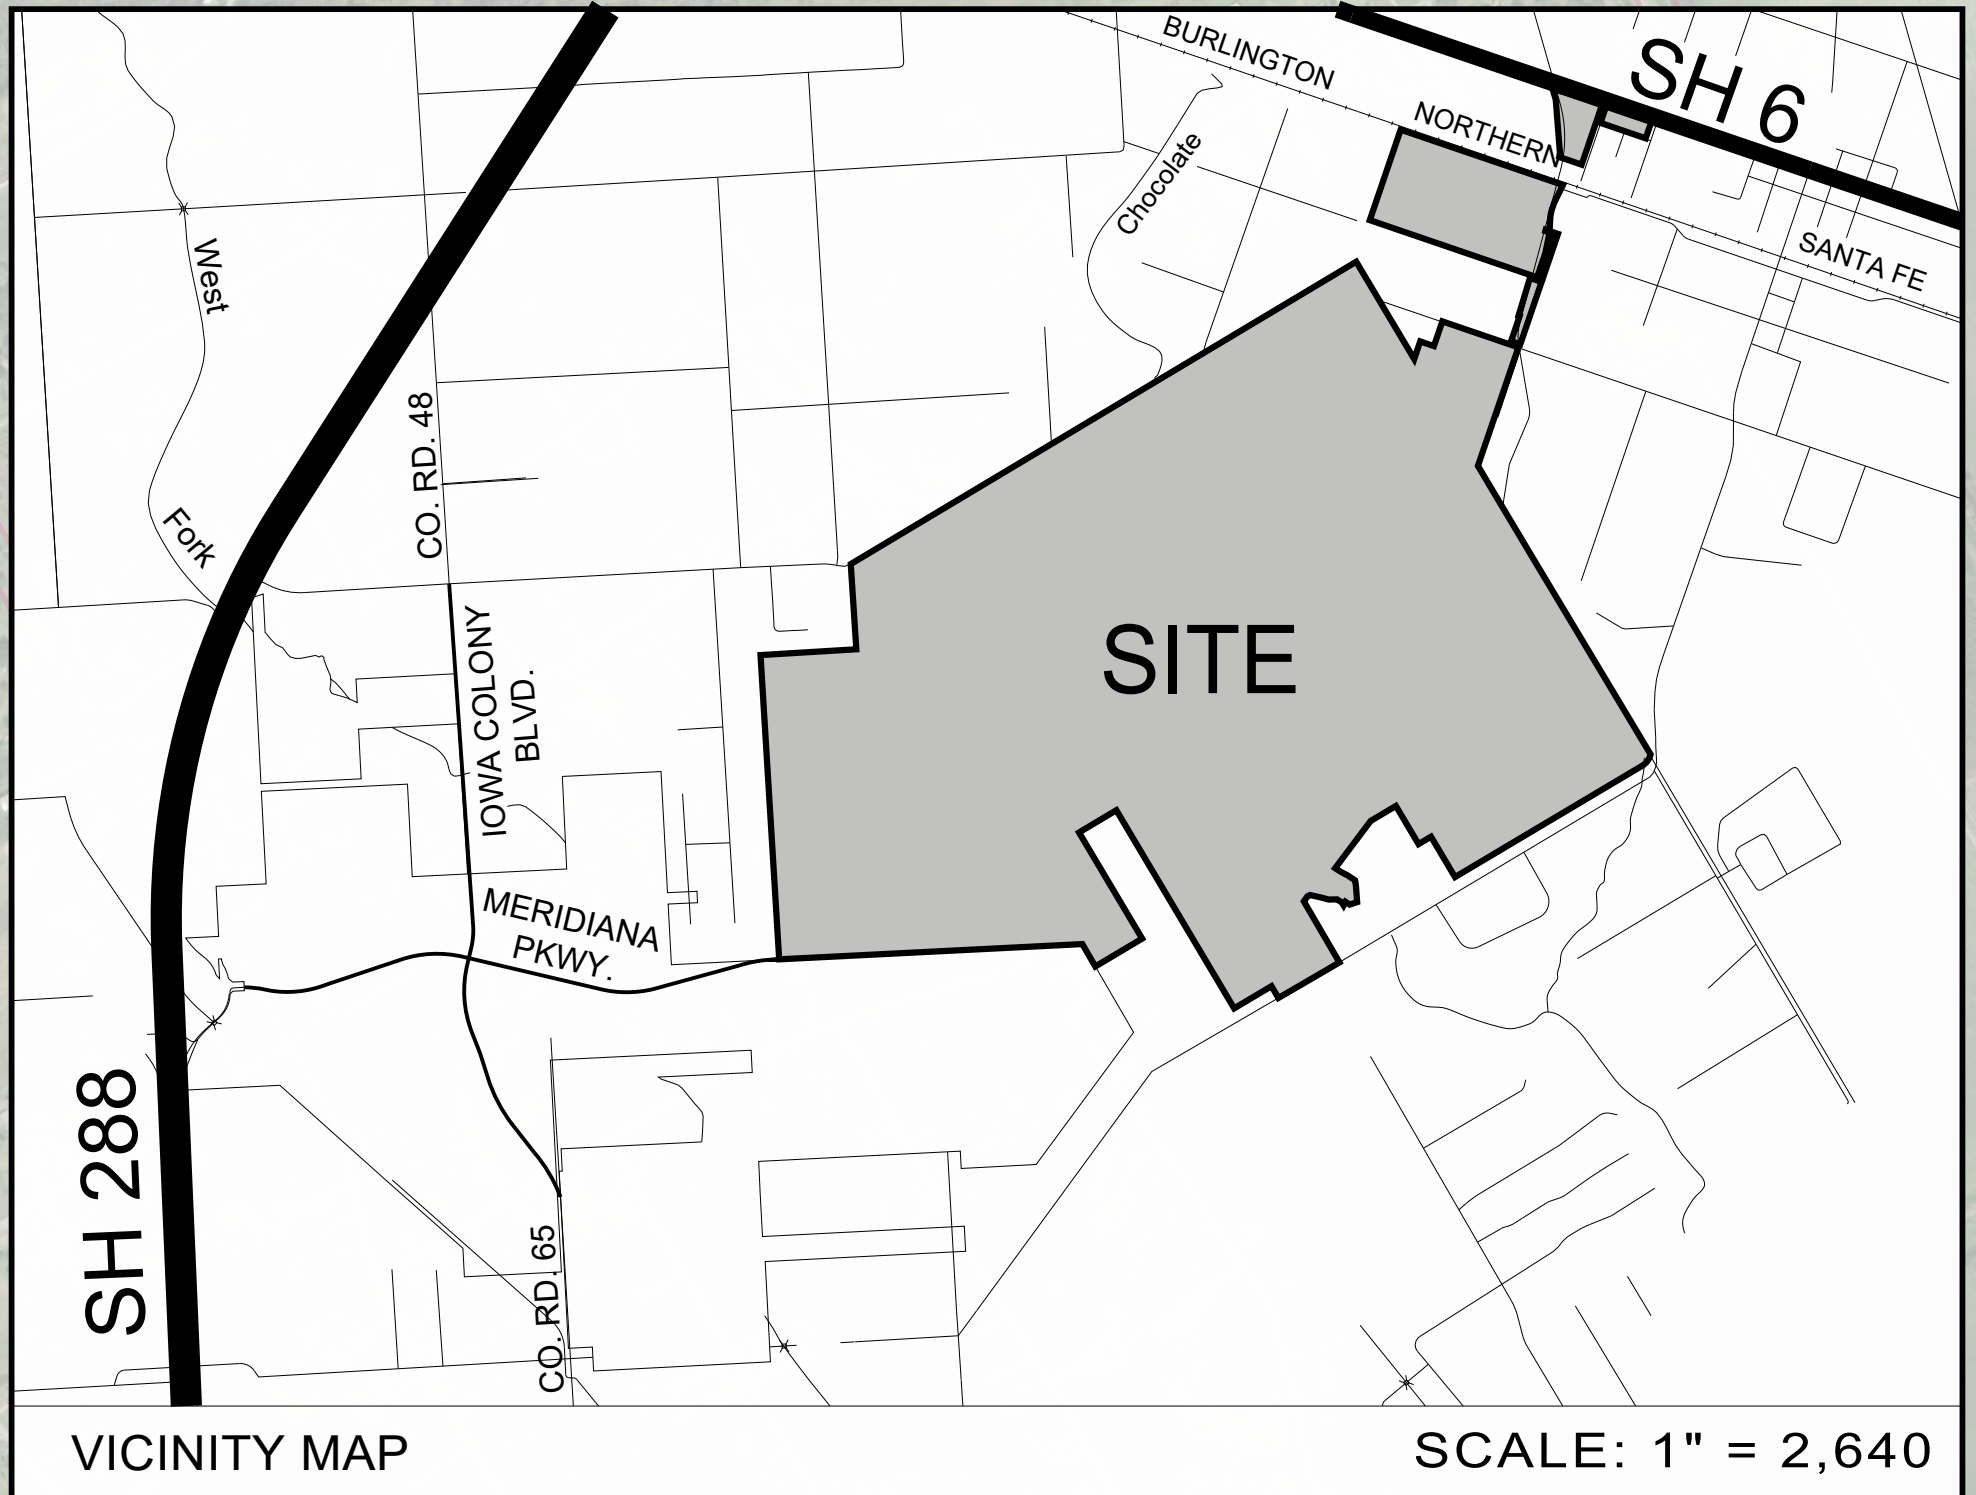 BURLINGTON
NORTHERN
SANTA FE
SH 6
Chocolate
West
Fork
CO. RD. 48
IOWA COLONY
BLVD.
SITE
MERIDIANA
PKWY.
SH 288
CO. RD. 65
VICINITY MAP
SCALE: 1" = 2,640